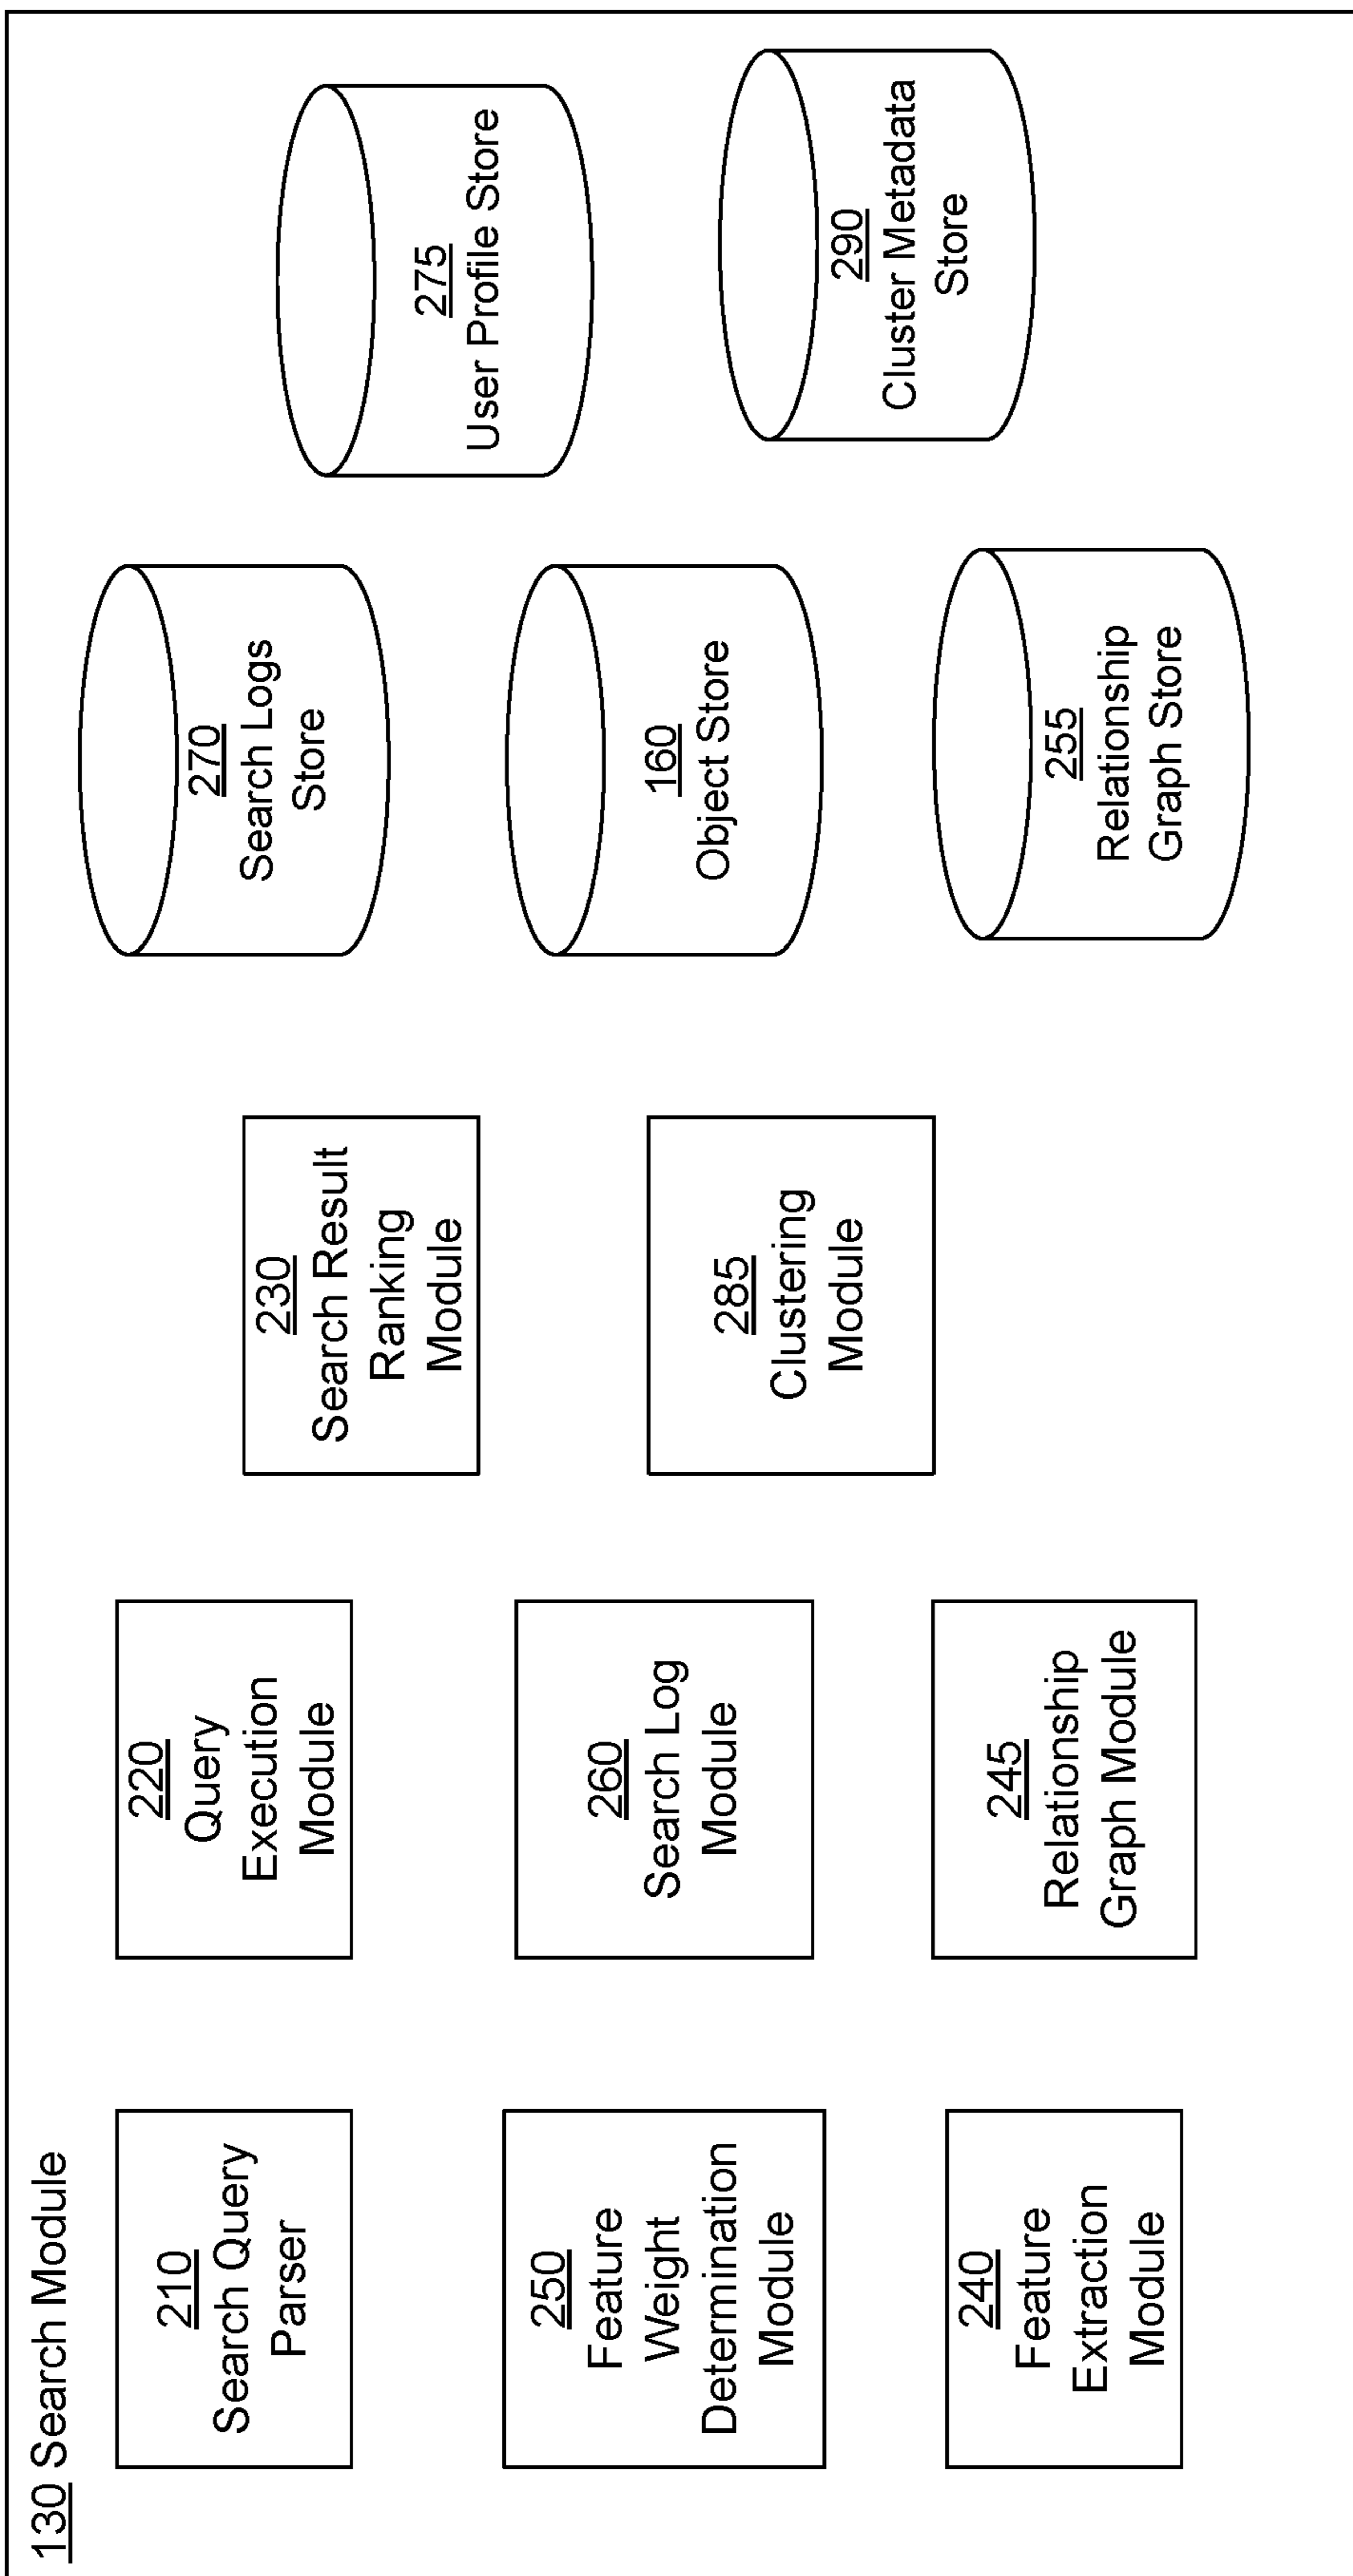 130 Search Module
210
Search Query
Parser
220
Query
Execution
Module
230
Search Result
Ranking
Module
270
Search Logs
Store
275
User Profile Store
250
Feature
Weight
Determination
Module
260
Search Log
Module
285
Clustering
Module
160
Object Store
290
Cluster Metadata
Store
240
Feature
Extraction
Module
245
Relationship
Graph Module
255
Relationship
Graph Store